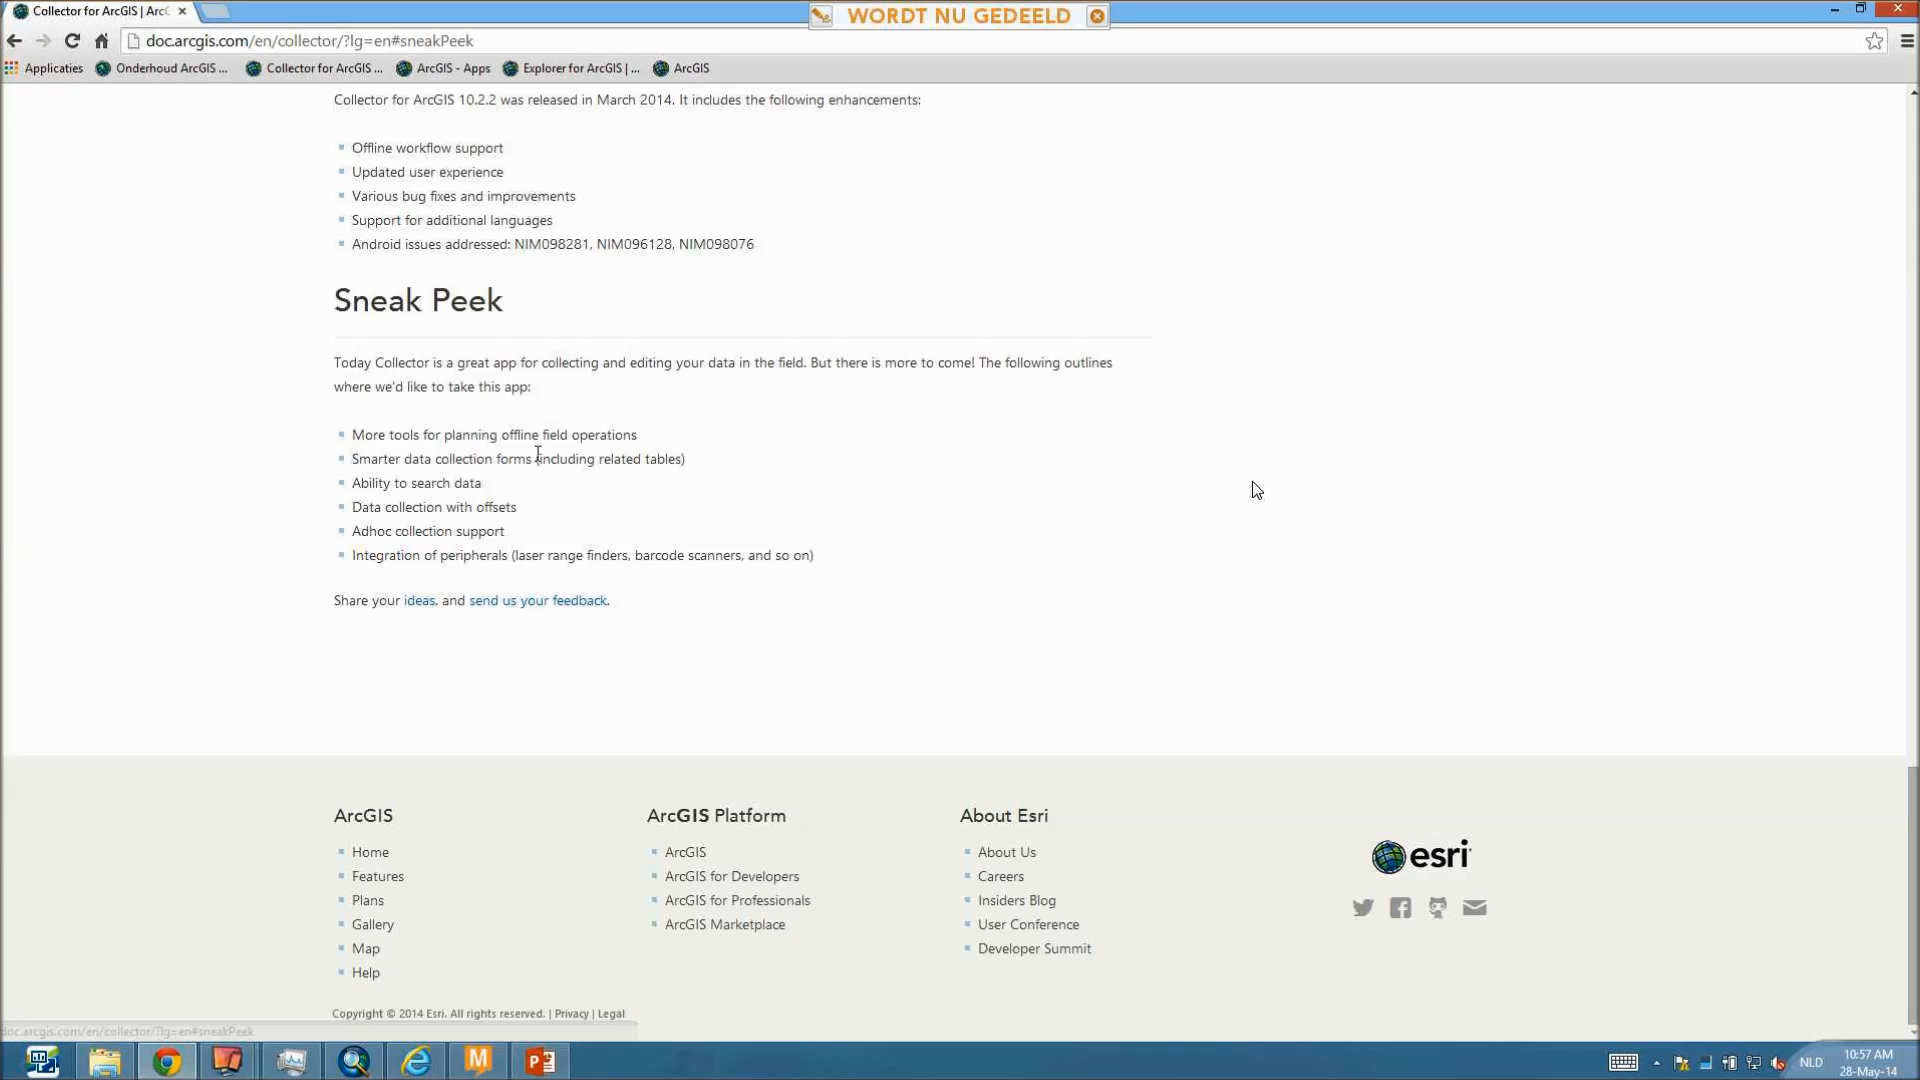 Collector for ArcGIS | ArcG
WORDT NU GEDEELD
doc.arcgis.com/en/collector/?lg=en#sneakPeek
Applicaties Onderhoud ArcGIS ... Collector for ArcGIS ... ArcGIS - Apps Explorer for ArcGIS | ... ArcGIS
Collector for ArcGIS 10.2.2 was released in March 2014. It includes the following enhancements:
Offline workflow support
Updated user experience
Various bug fixes and improvements
Support for additional languages
Android issues addressed: NIM098281, NIM096128, NIM098076
Sneak Peek
Today Collector is a great app for collecting and editing your data in the field. But there is more to come! The following outlines
where we'd like to take this app:
More tools for planning offline field operations
Smarter data collection forms (including related tables)
Ability to search data
Data collection with offsets
Adhoc collection support
Integration of peripherals (laser range finders, barcode scanners, and so on)
Share your ideas, and send us your feedback.
ArcGIS
Home
Features
Plans
Gallery
Map
Help
ArcGIS Platform
ArcGIS
ArcGIS for Developers
ArcGIS for Professionals
ArcGIS Marketplace
About Esri
About Us
Careers
Insiders Blog
User Conference
Developer Summit
esri
Copyright © 2014 Esri. All rights reserved. | Privacy | Legal
doc.arcgis.com/en/collector/?lg=en#sneakPeek
NLD
10:57 AM
28-May-14